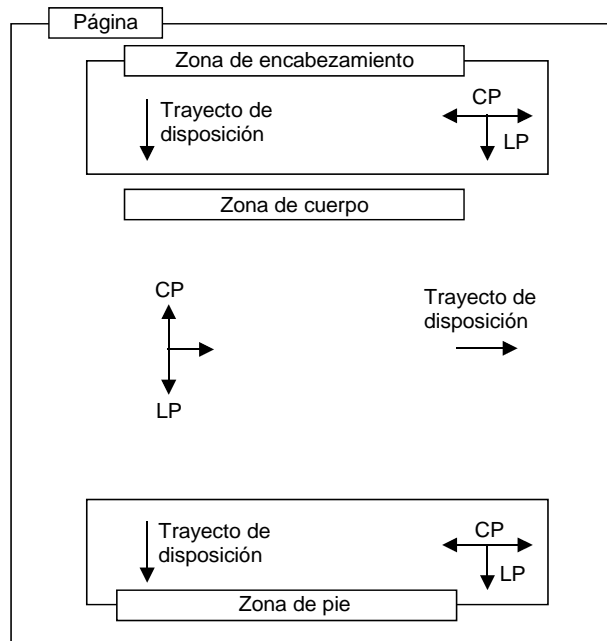 Página
Zona de encabezamiento
Trayecto de
disposición
CP
LP
Zona de cuerpo
CP
LP
Trayecto de
disposición
Trayecto de
disposición
CP
LP
Zona de pie